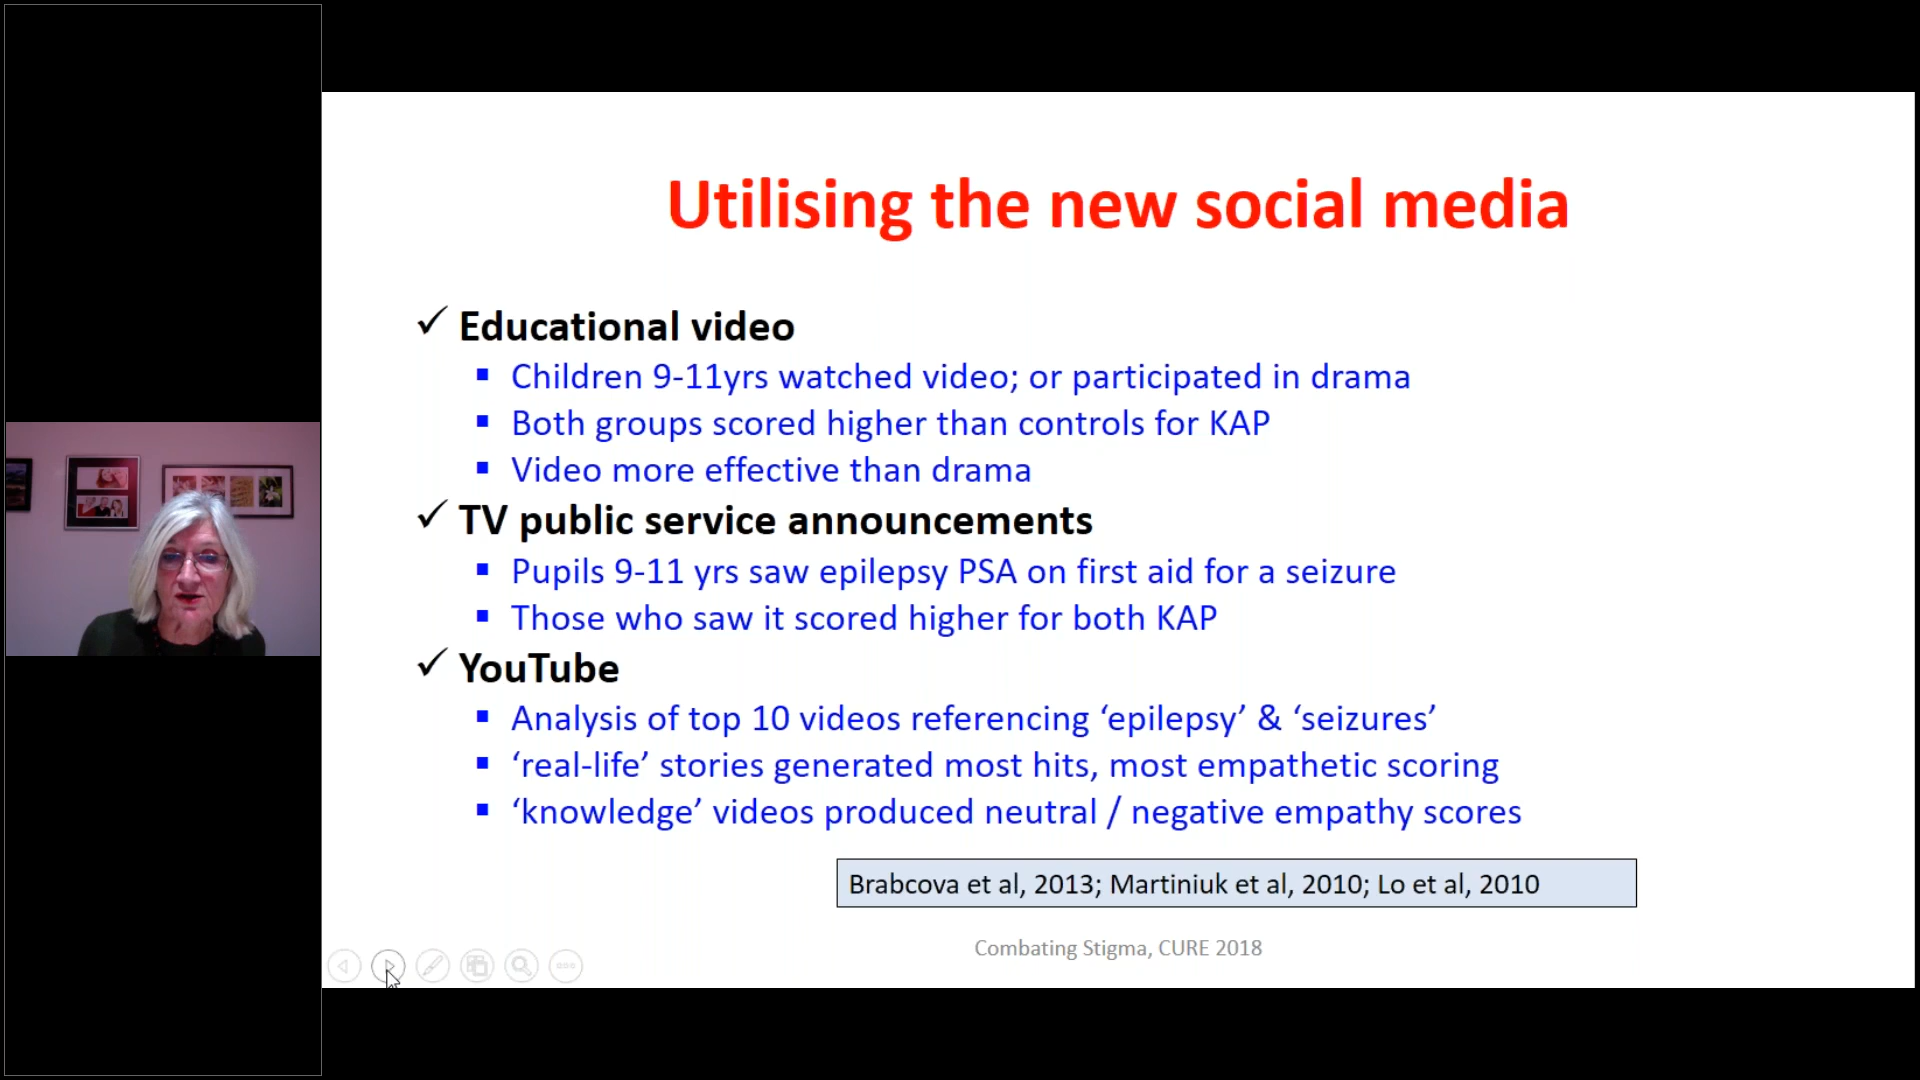 Utilising the new social media
✓ Educational video
▪ Children 9-11yrs watched video; or participated in drama
▪ Both groups scored higher than controls for KAP
▪ Video more effective than drama
✓ TV public service announcements
▪ Pupils 9-11 yrs saw epilepsy PSA on first aid for a seizure
▪ Those who saw it scored higher for both KAP
✓ YouTube
▪ Analysis of top 10 videos referencing ‘epilepsy’ & ‘seizures’
▪ ‘real-life’ stories generated most hits, most empathetic scoring
▪ ‘knowledge’ videos produced neutral / negative empathy scores
Brabcova et al, 2013; Martiniuk et al, 2010; Lo et al, 2010
Combating Stigma, CURE 2018